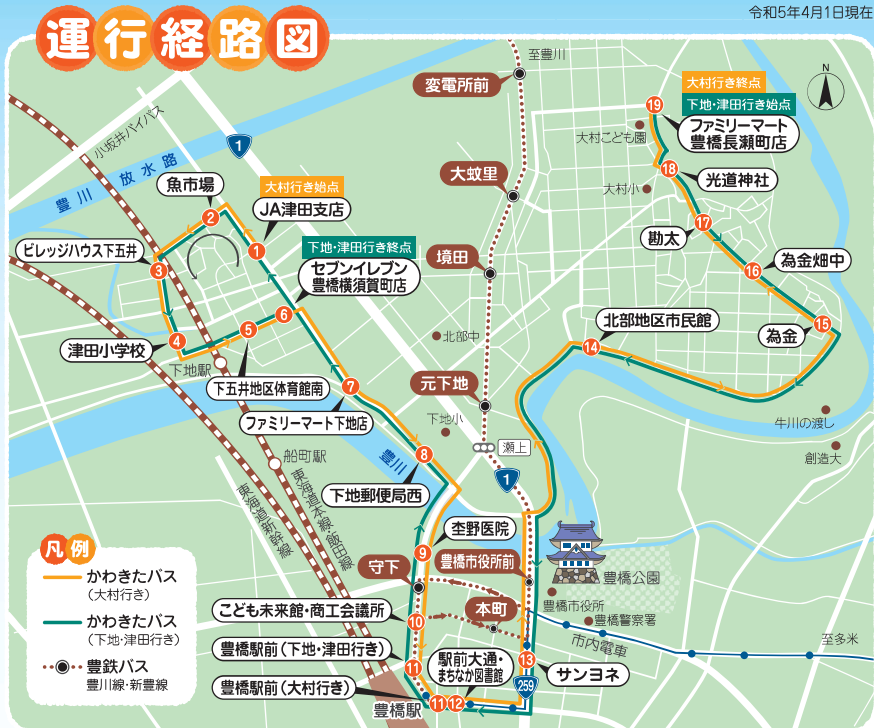 令和5年4月1日現在
運行経路図
至豊川
N
変電所前
大村行き終点
下地・津田行き始点
19
ファミリーマート
豊橋長瀬町店
大村こども園
小坂井バイパス
1
豊川 放水路
魚市場
2
大村行き始点
JA津田支店
1
大蚊里
18
光道神社
大村小
17
勘太
ビレッジハウス下五井
3
下地・津田行き終点
セブンイレブン
豊橋横須賀町店
境田
16
為金畑中
6
5
北部中
北部地区市民館
14
15
為金
津田小学校
4
下地駅
下五井地区体育館南
7
ファミリーマート下地店
元下地
下地小
牛川の渡し
瀬上
創造大
船町駅
豊川
8
下地郵便局西
1
東海道新幹線
東海道本線・飯田線
凡例
かわきたバス
(大村行き)
かわきたバス
(下地・津田行き)
豊鉄バス
豊川線・新豊線
杢野医院
9
守下
豊橋市役所前
豊橋公園
豊橋市役所
豊橋警察署
こども未来館・商工会議所
10
本町
市内電車
至多米
豊橋駅前(下地・津田行き)
11
駅前大通・
まちなか図書館
13
サンヨネ
豊橋駅前(大村行き)
259
豊橋駅
11
12